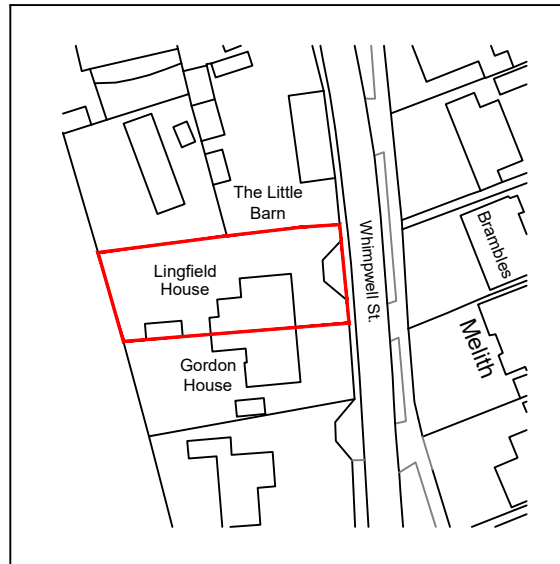 The Little
Barn
Whimpwell St.
Brambles
Lingfield
House
Melith
Gordon
House